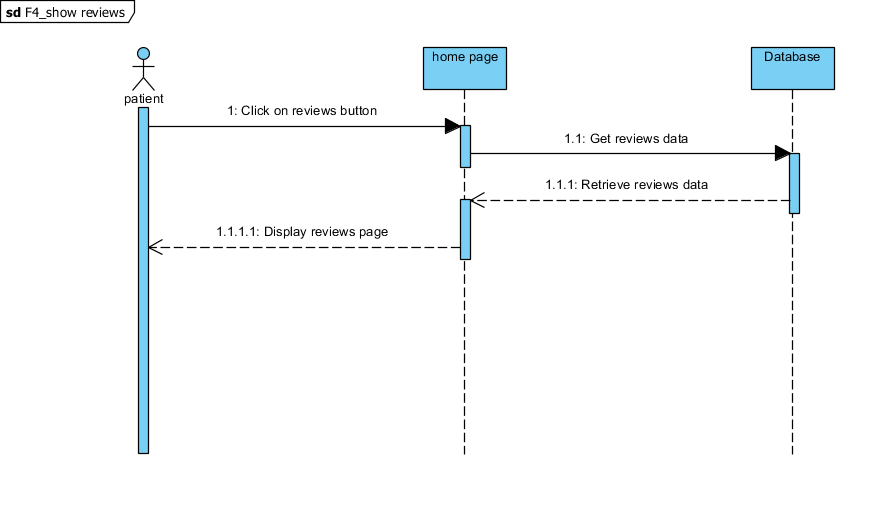 sd F4_show reviews
home page
Database
patient
1: Click on reviews button
1.1: Get reviews data
1.1.1: Retrieve reviews data
1.1.1.1: Display reviews page